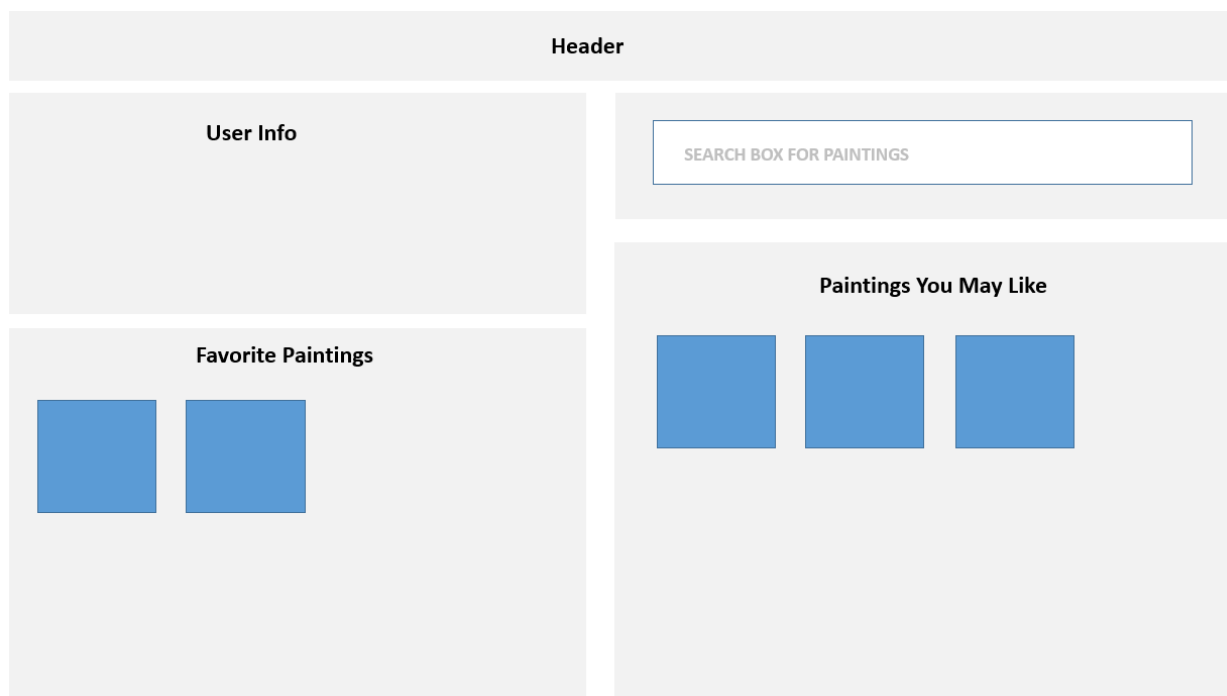 Header
User Info
SEARCH BOX FOR PAINTINGS
Paintings You May Like
Favorite Paintings